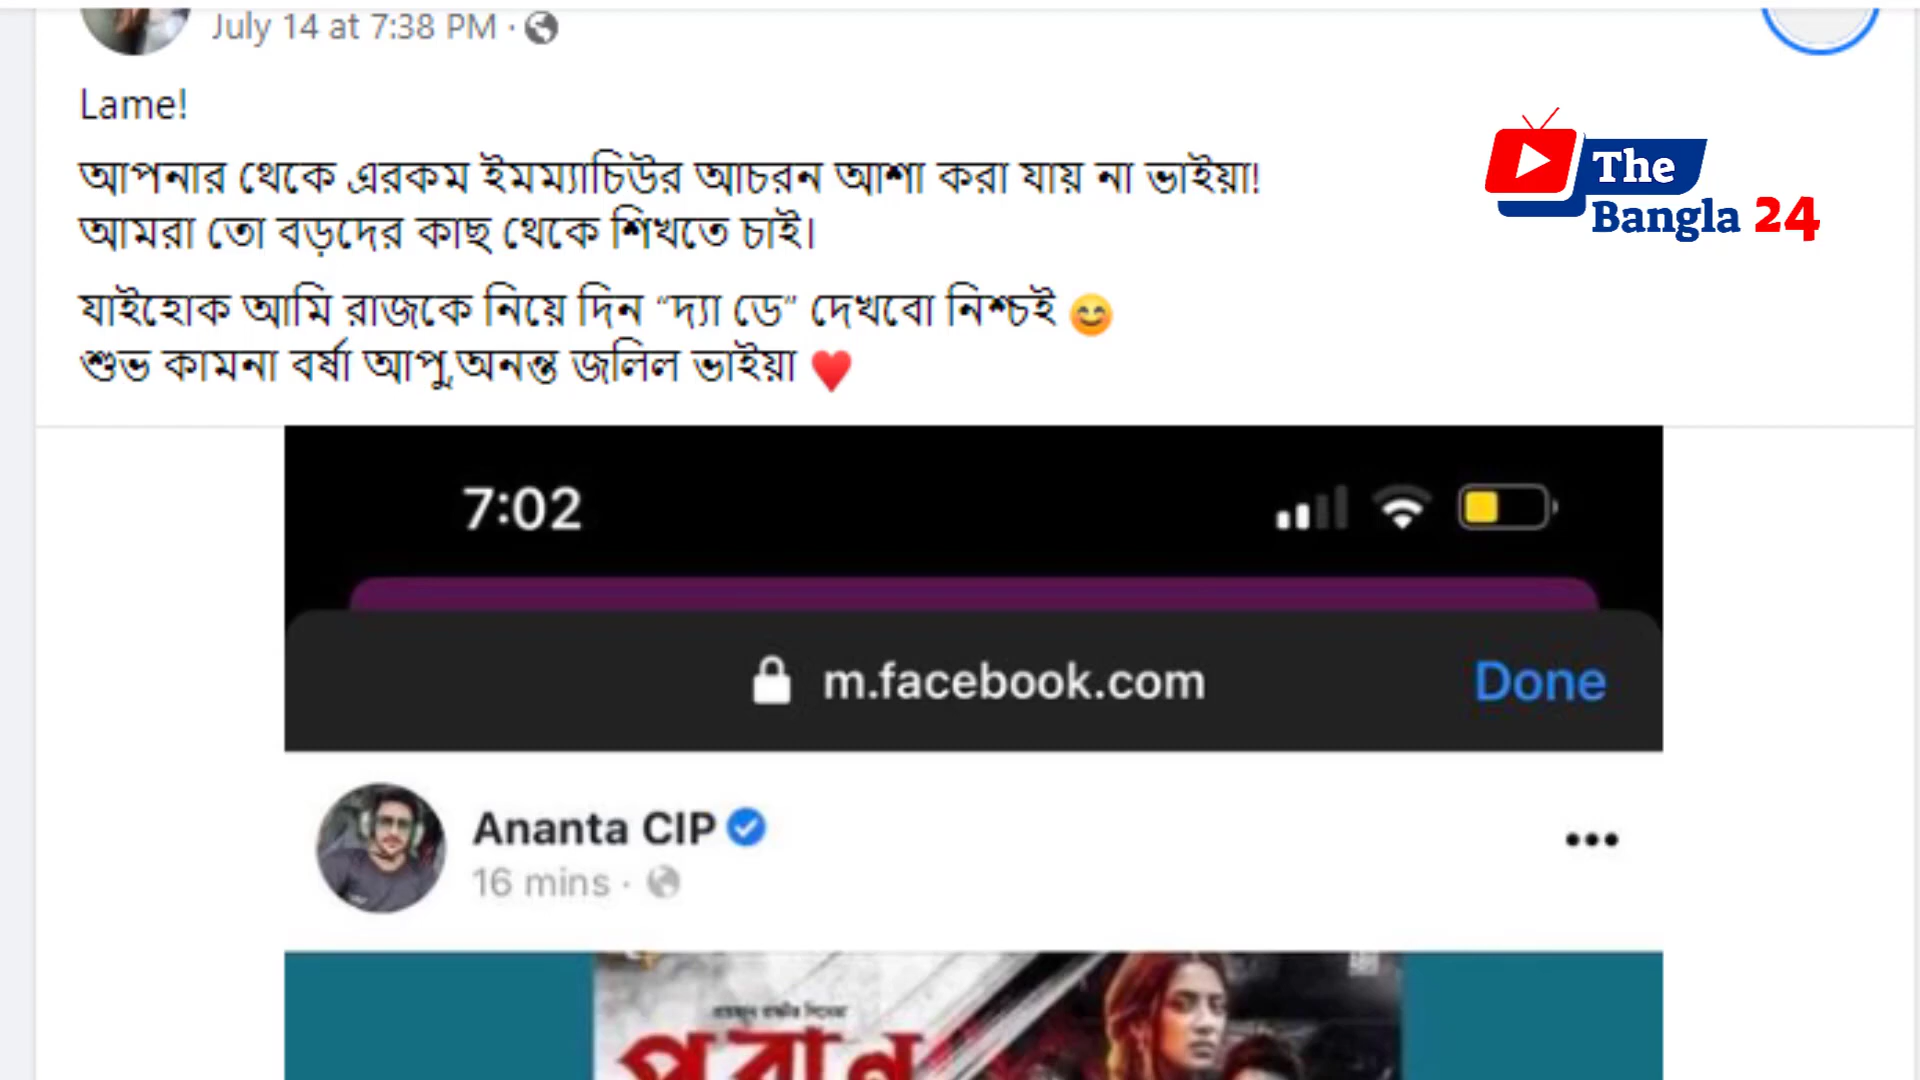 July 14 at 7:38 PM ·
Lame!
The
Bangla 24
আপনার থেকে এরকম ইমম্যাচিউর আচরন আশা করা যায় না ভাইয়া!
আমরা তো বড়দের কাছ থেকে শিখতে চাই।
যাইহোক আমি রাজকে নিয়ে দিন “দ্যা ডে” দেখবো নিশ্চই 😊
শুভ কামনা বর্ষা আপু,অনন্ত জলিল ভাইয়া ♥
7:02
m.facebook.com
Done
Ananta CIP
16 mins ·
পরাণ